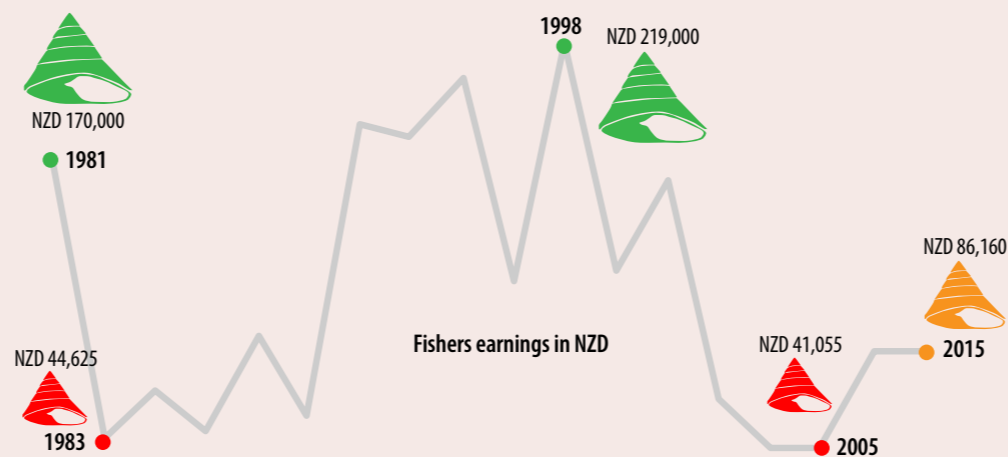 NZD 170,000
1981
1998
NZD 219,000
NZD 44,625
1983
Fishers earnings in NZD
NZD 41,055
2005
NZD 86,160
2015